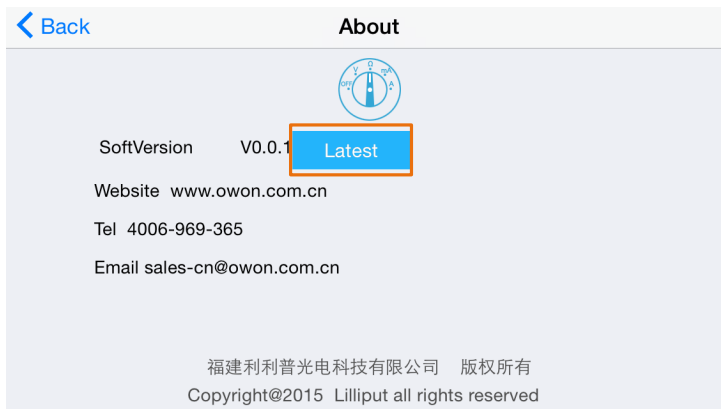 Back About
OFF V Ω mA A
SoftVersion V0.0.1 Latest
Website www.owon.com.cn
Tel 4006-969-365
Email sales-cn@owon.com.cn
福建利利普光电科技有限公司 版权所有
Copyright@2015 Lilliput all rights reserved